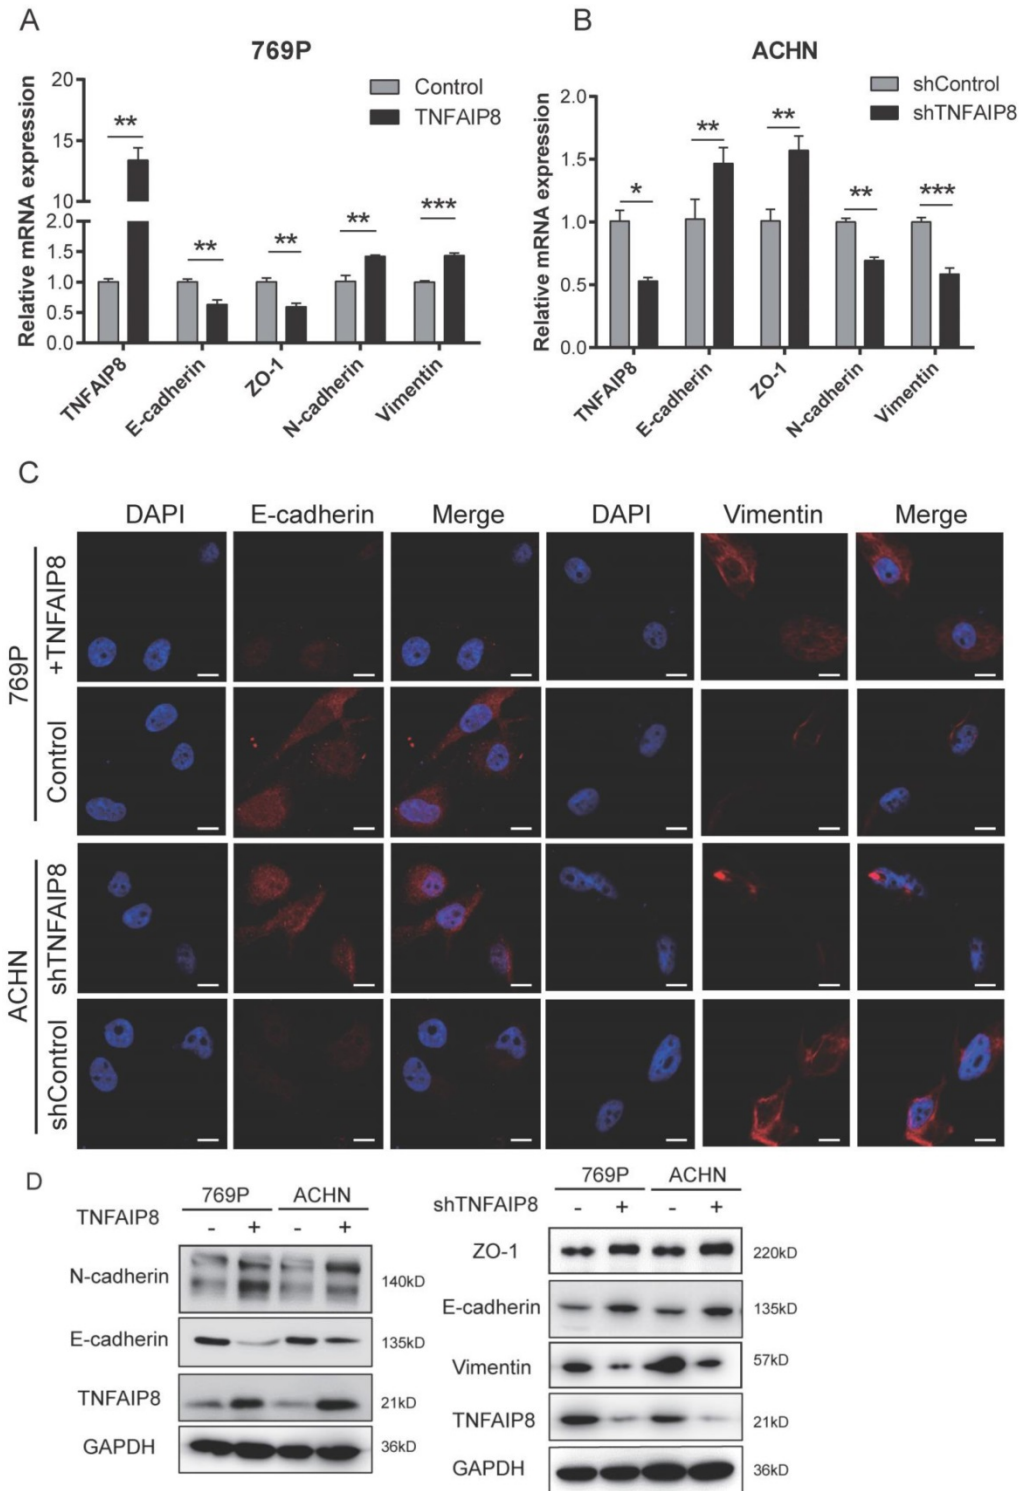 A
769P
Control
TNFAIP8
Relative mRNA expression
20
15
10
2.0
1.5
1.0
0.5
0.0
** ** ** ** ***
TNFAIP8
E-cadherin
ZO-1
N-cadherin
Vimentin
B
ACHN
shControl
shTNFAIP8
Relative mRNA expression
2.0
1.5
1.0
0.5
0.0
* ** ** ** ***
TNFAIP8
E-cadherin
ZO-1
N-cadherin
Vimentin
C
DAPI E-cadherin Merge DAPI Vimentin Merge
769P
+TNFAIP8
Control
ACHN
shTNFAIP8
shControl
D
769P ACHN
TNFAIP8 - + - +
N-cadherin 140kD
E-cadherin 135kD
TNFAIP8 21kD
GAPDH 36kD
769P ACHN
shTNFAIP8 - + - +
ZO-1 220kD
E-cadherin 135kD
Vimentin 57kD
TNFAIP8 21kD
GAPDH 36kD